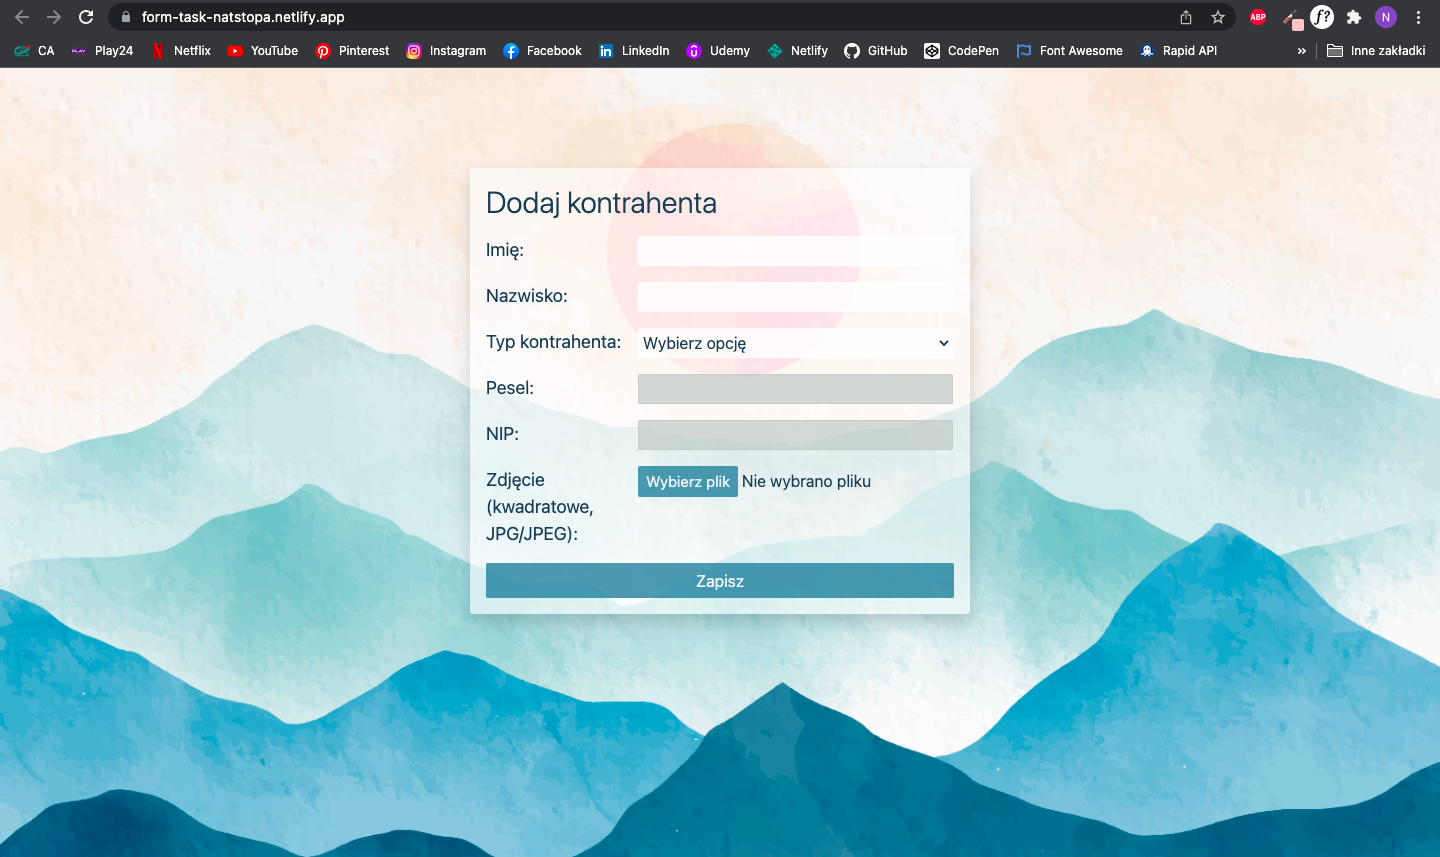 form-task-natstopa.netlify.app
ABP
f?
N
CA PLAY Play24 Netflix YouTube Pinterest Instagram Facebook in LinkedIn Udemy Netlify GitHub CodePen Font Awesome Rapid API » Inne zakładki
Dodaj kontrahenta
Imię:
Nazwisko:
Typ kontrahenta: Wybierz opcję
Pesel:
NIP:
Zdjęcie Wybierz plik Nie wybrano pliku
(kwadratowe,
JPG/JPEG):
Zapisz